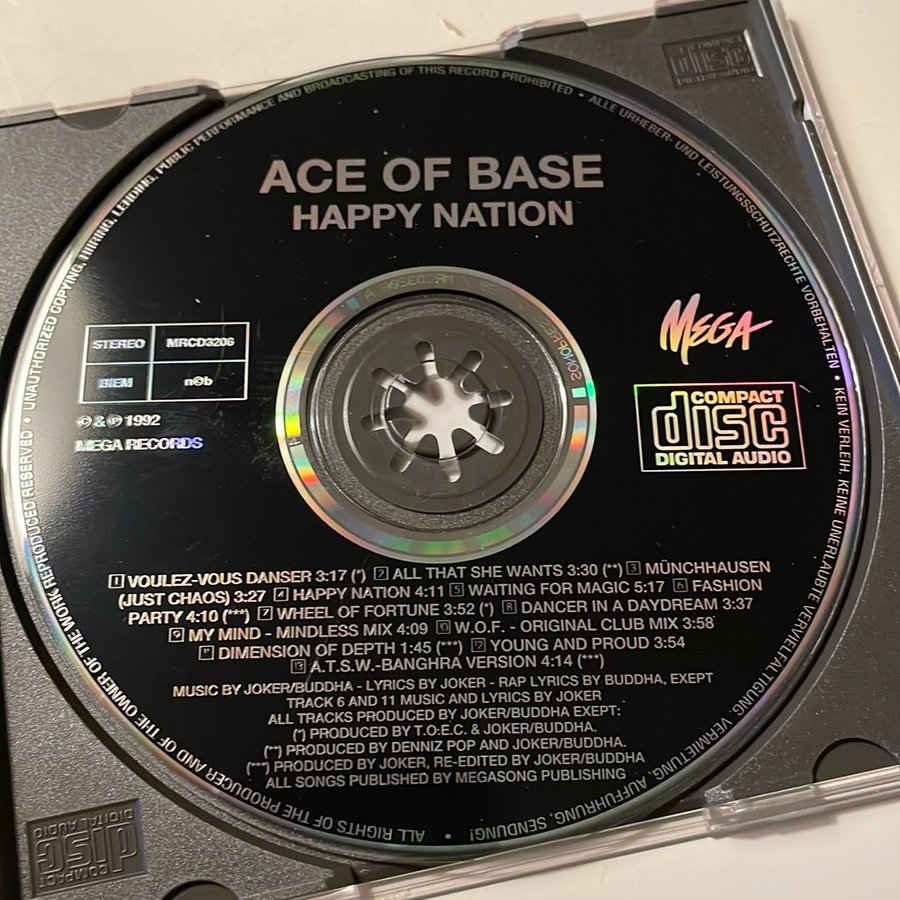 ACE OF BASE
HAPPY NATION
STEREO MRCD3206
BIEM n©b
© & ℗ 1992
MEGA RECORDS
MEGA
COMPACT
disc
DIGITAL AUDIO
1 VOULEZ-VOUS DANSER 3:17 (*) 2 ALL THAT SHE WANTS 3:30 (**) 3 MÜNCHHAUSEN
(JUST CHAOS) 3:27 4 HAPPY NATION 4:11 5 WAITING FOR MAGIC 5:17 6 FASHION
PARTY 4:10 (***) 7 WHEEL OF FORTUNE 3:52 (*) 8 DANCER IN A DAYDREAM 3:37
9 MY MIND - MINDLESS MIX 4:09 10 W.O.F. - ORIGINAL CLUB MIX 3:58
11 DIMENSION OF DEPTH 1:45 (***) 12 YOUNG AND PROUD 3:54
13 A.T.S.W.-BANGHRA VERSION 4:14 (***)
MUSIC BY JOKER/BUDDHA - LYRICS BY JOKER - RAP LYRICS BY BUDDHA, EXEPT
TRACK 6 AND 11 MUSIC AND LYRICS BY JOKER
ALL TRACKS PRODUCED BY JOKER/BUDDHA EXEPT:
(*) PRODUCED BY T.O.E.C. & JOKER/BUDDHA.
(**) PRODUCED BY DENNIZ POP AND JOKER/BUDDHA.
(***) PRODUCED BY JOKER, RE-EDITED BY JOKER/BUDDHA
ALL SONGS PUBLISHED BY MEGASONG PUBLISHING
ALL RIGHTS OF THE PRODUCER AND OF THE OWNER OF THE WORK REPRODUCED RESERVED • UNAUTHORIZED COPYING, HIRING, LENDING, PUBLIC PERFORMANCE AND BROADCASTING OF THIS RECORD PROHIBITED • ALLE URHEBER- UND LEISTUNGSSCHUTZRECHTE VORBEHALTEN • KEIN VERLEIH, KEINE UNERLAUBTE VERVIELFÄLTIGUNG, VERMIETUNG, AUFFÜHRUNG, SENDUNG! •
COMPACT
disc
DIGITAL AUDIO
COMPACT
disc
DIGITAL AUDIO